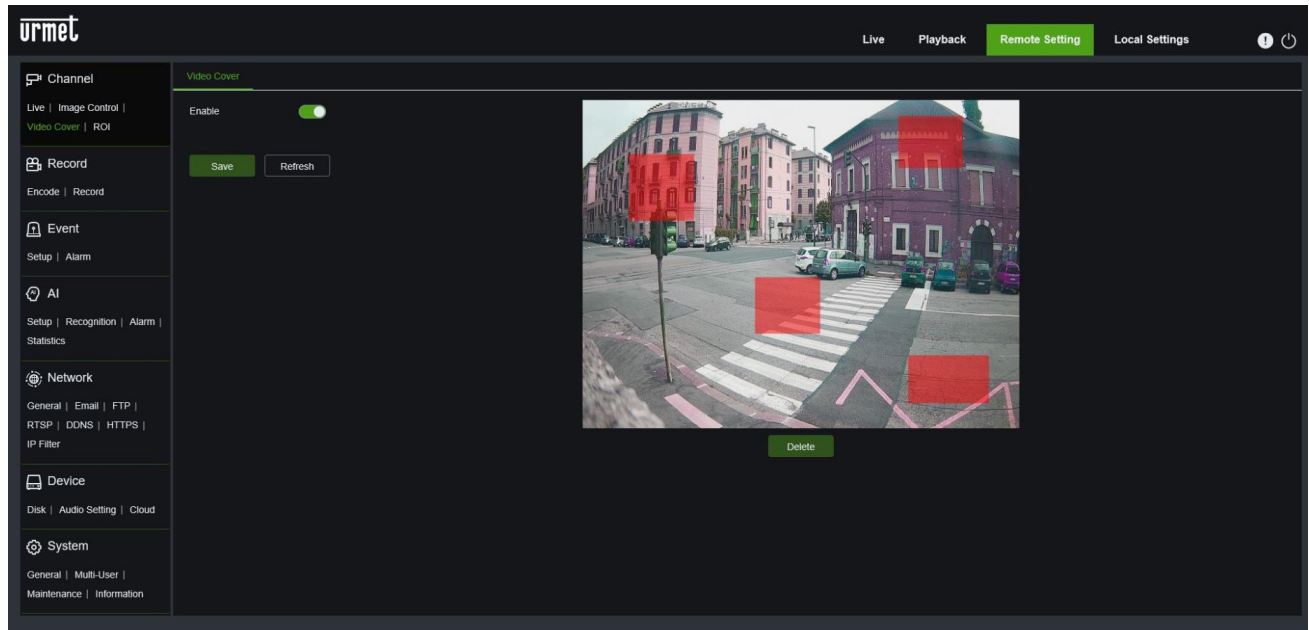 urmet
Live Playback Remote Setting Local Settings
Channel
Live | Image Control |
Video Cover | ROI
Record
Encode | Record
Event
Setup | Alarm
AI
Setup | Recognition | Alarm |
Statistics
Network
General | Email | FTP |
RTSP | DDNS | HTTPS |
IP Filter
Device
Disk | Audio Setting | Cloud
System
General | Multi-User |
Maintenance | Information
Video Cover
Enable
Save Refresh
Delete